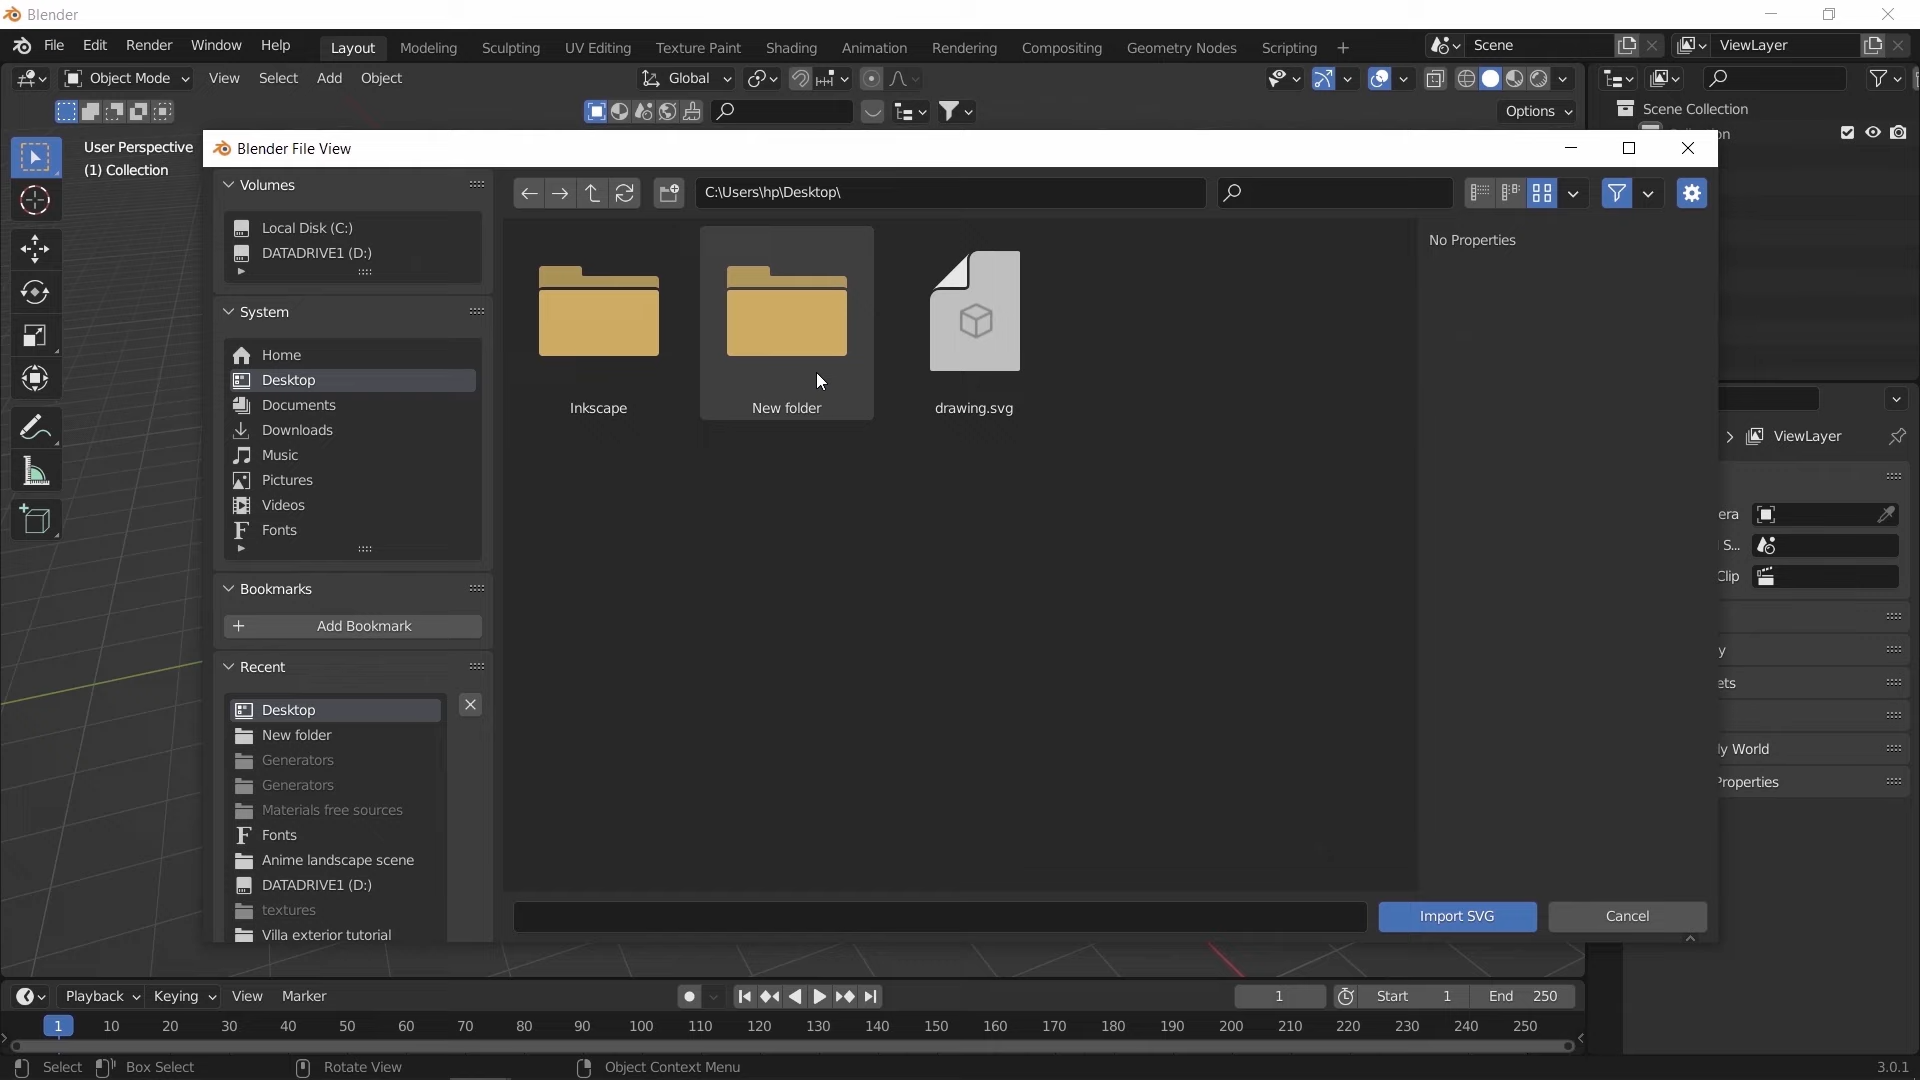 Blender
File Edit Render Window Help Layout Modeling Sculpting UV Editing Texture Paint Shading Animation Rendering Compositing Geometry Nodes Scripting + Scene ViewLayer
Object Mode View Select Add Object Global
Options
Scene Collection
User Perspective
(1) Collection
Blender File View
Volumes
Local Disk (C:)
DATADRIVE1 (D:)
System
Home
Desktop
Documents
Downloads
Music
Pictures
Videos
Fonts
Bookmarks
Add Bookmark
Recent
Desktop
New folder
Generators
Generators
Materials free sources
Fonts
Anime landscape scene
DATADRIVE1 (D:)
textures
Villa exterior tutorial
C:\Users\hp\Desktop\
Inkscape
New folder
drawing.svg
No Properties
Import SVG
Cancel
ViewLayer
era
S...
Clip
y
ets
ly World
Properties
Playback Keying View Marker 1 Start 1 End 250
1 10 20 30 40 50 60 70 80 90 100 110 120 130 140 150 160 170 180 190 200 210 220 230 240 250
Select Box Select Rotate View Object Context Menu 3.0.1